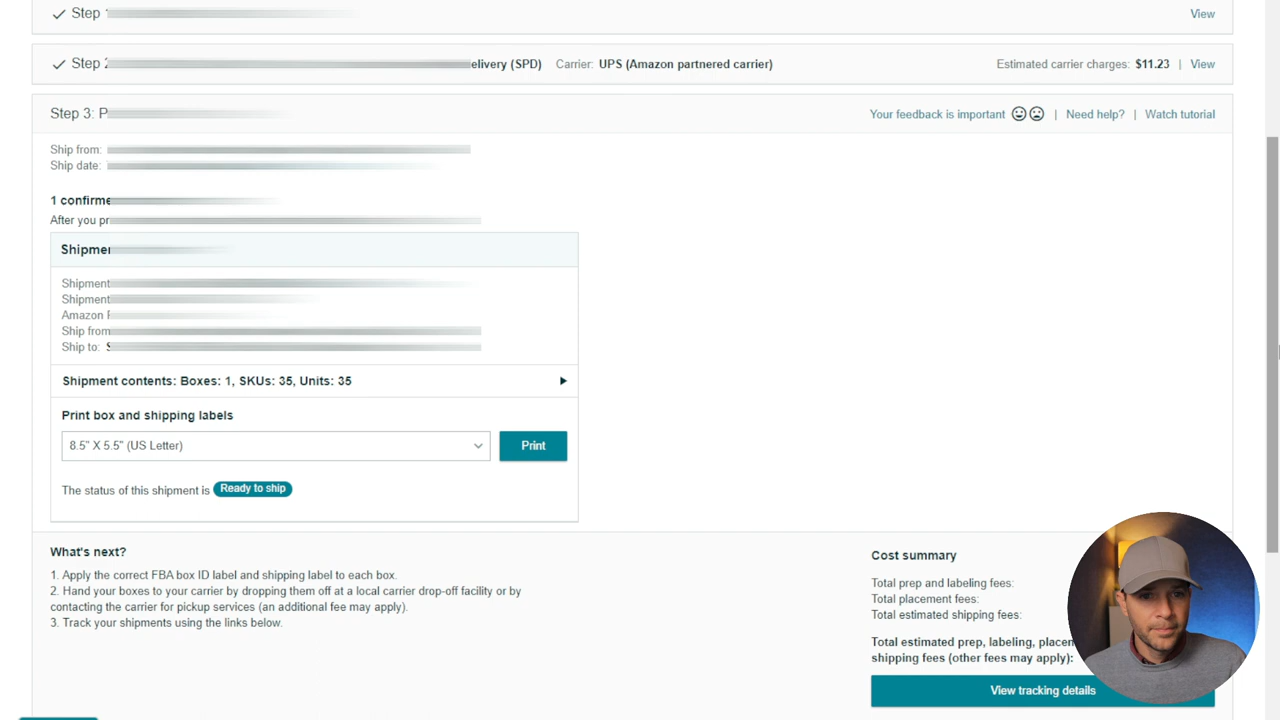 Step
View
Step
elivery (SPD) Carrier: UPS (Amazon partnered carrier) Estimated carrier charges: $11.23 | View
Step 3: P
Your feedback is important | Need help? | Watch tutorial
Ship from:
Ship date:
1 confirme
After you pr
Shipmen
Shipment
Shipment
Amazon
Ship from
Ship to:
Shipment contents: Boxes: 1, SKUs: 35, Units: 35
Print box and shipping labels
8.5" X 5.5" (US Letter)
Print
The status of this shipment is Ready to ship
What's next?
1. Apply the correct FBA box ID label and shipping label to each box.
2. Hand your boxes to your carrier by dropping them off at a local carrier drop-off facility or by
contacting the carrier for pickup services (an additional fee may apply).
3. Track your shipments using the links below.
Cost summary
Total prep and labeling fees:
Total placement fees:
Total estimated shipping fees:
Total estimated prep, labeling, placem
shipping fees (other fees may apply):
View tracking details